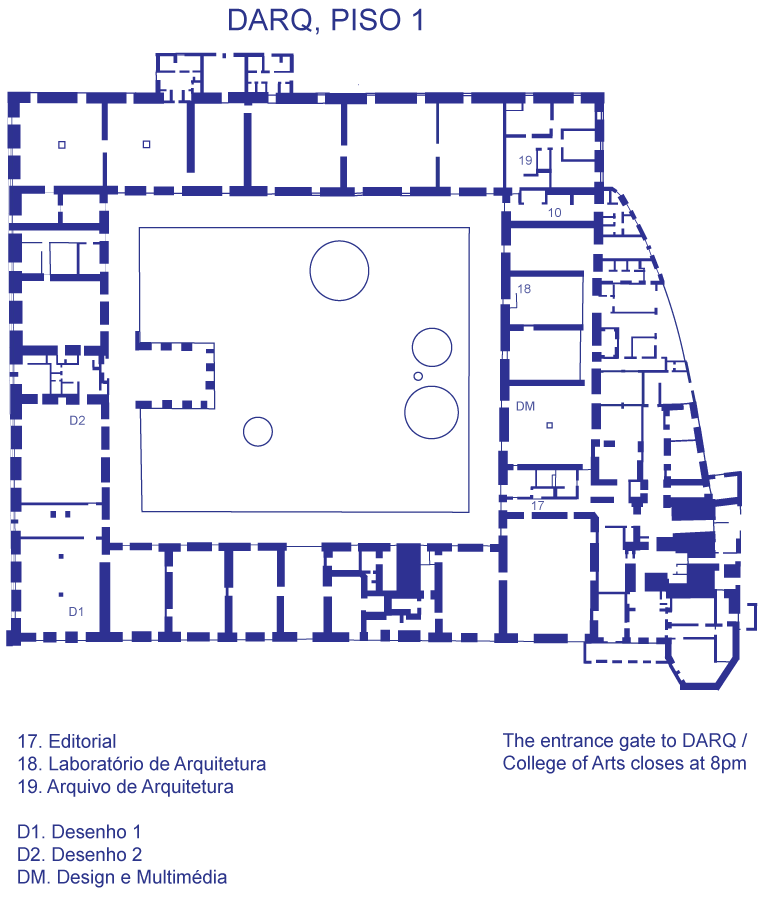 DARQ, PISO 1
19
10
18
D2
DM
17
D1
17. Editorial
18. Laboratório de Arquitetura
19. Arquivo de Arquitetura
D1. Desenho 1
D2. Desenho 2
DM. Design e Multimédia
The entrance gate to DARQ /
College of Arts closes at 8pm